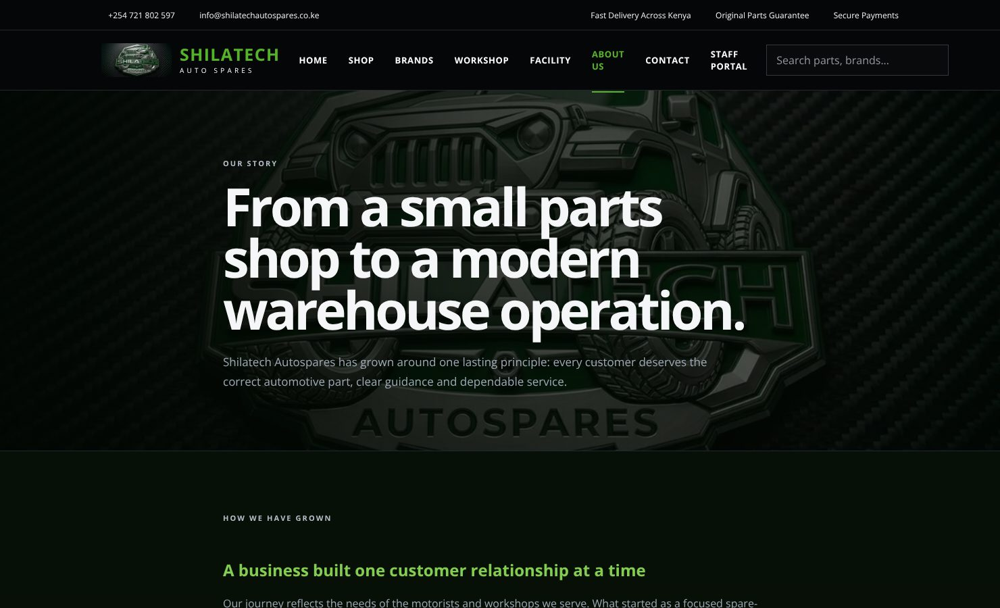 +254 721 802 597
info@shilatechautospares.co.ke
Fast Delivery Across Kenya
Original Parts Guarantee
Secure Payments
SHILATECH
AUTOSPARES
SHILATECH
AUTO SPARES
HOME
SHOP
BRANDS
WORKSHOP
FACILITY
ABOUT
US
CONTACT
STAFF
PORTAL
Search parts, brands...
OUR STORY
From a small parts
shop to a modern
warehouse operation.
Shilatech Autospares has grown around one lasting principle: every customer deserves the
correct automotive part, clear guidance and dependable service.
SHILATECH
AUTOSPARES
HOW WE HAVE GROWN
A business built one customer relationship at a time
Our journey reflects the needs of the motorists and workshops we serve. What started as a focused spare-